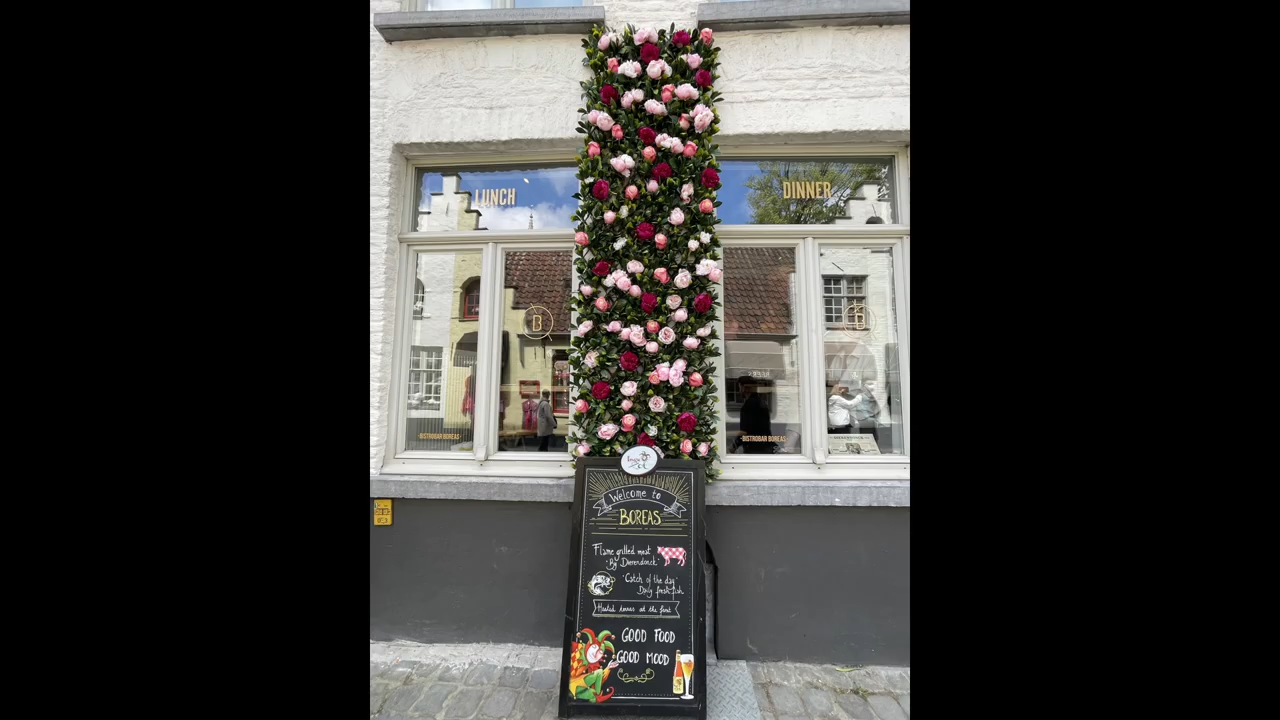 LUNCH
DINNER
B
B
BISTROBAR BOREAS
BISTROBAR BOREAS
Welcome to
BOREAS
Flame grilled meat
"By Dierendonck"
"Catch of the day"
Daily fresh fish
Heated terras at the front
GOOD FOOD
GOOD MOOD